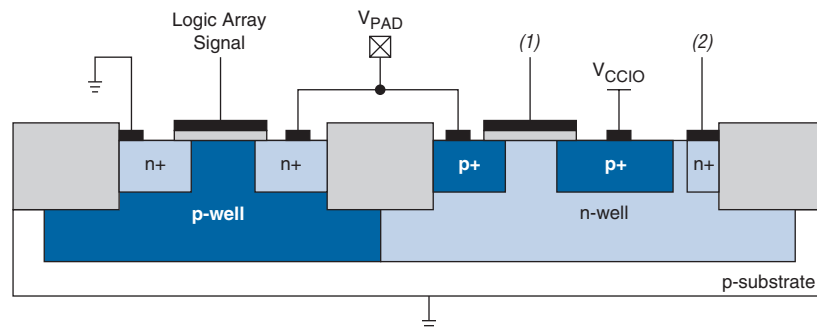 Logic Array
Signal
VPAD
(1)
VCCIO
(2)
n+
n+
p+
p+
n+
p-well
n-well
p-substrate